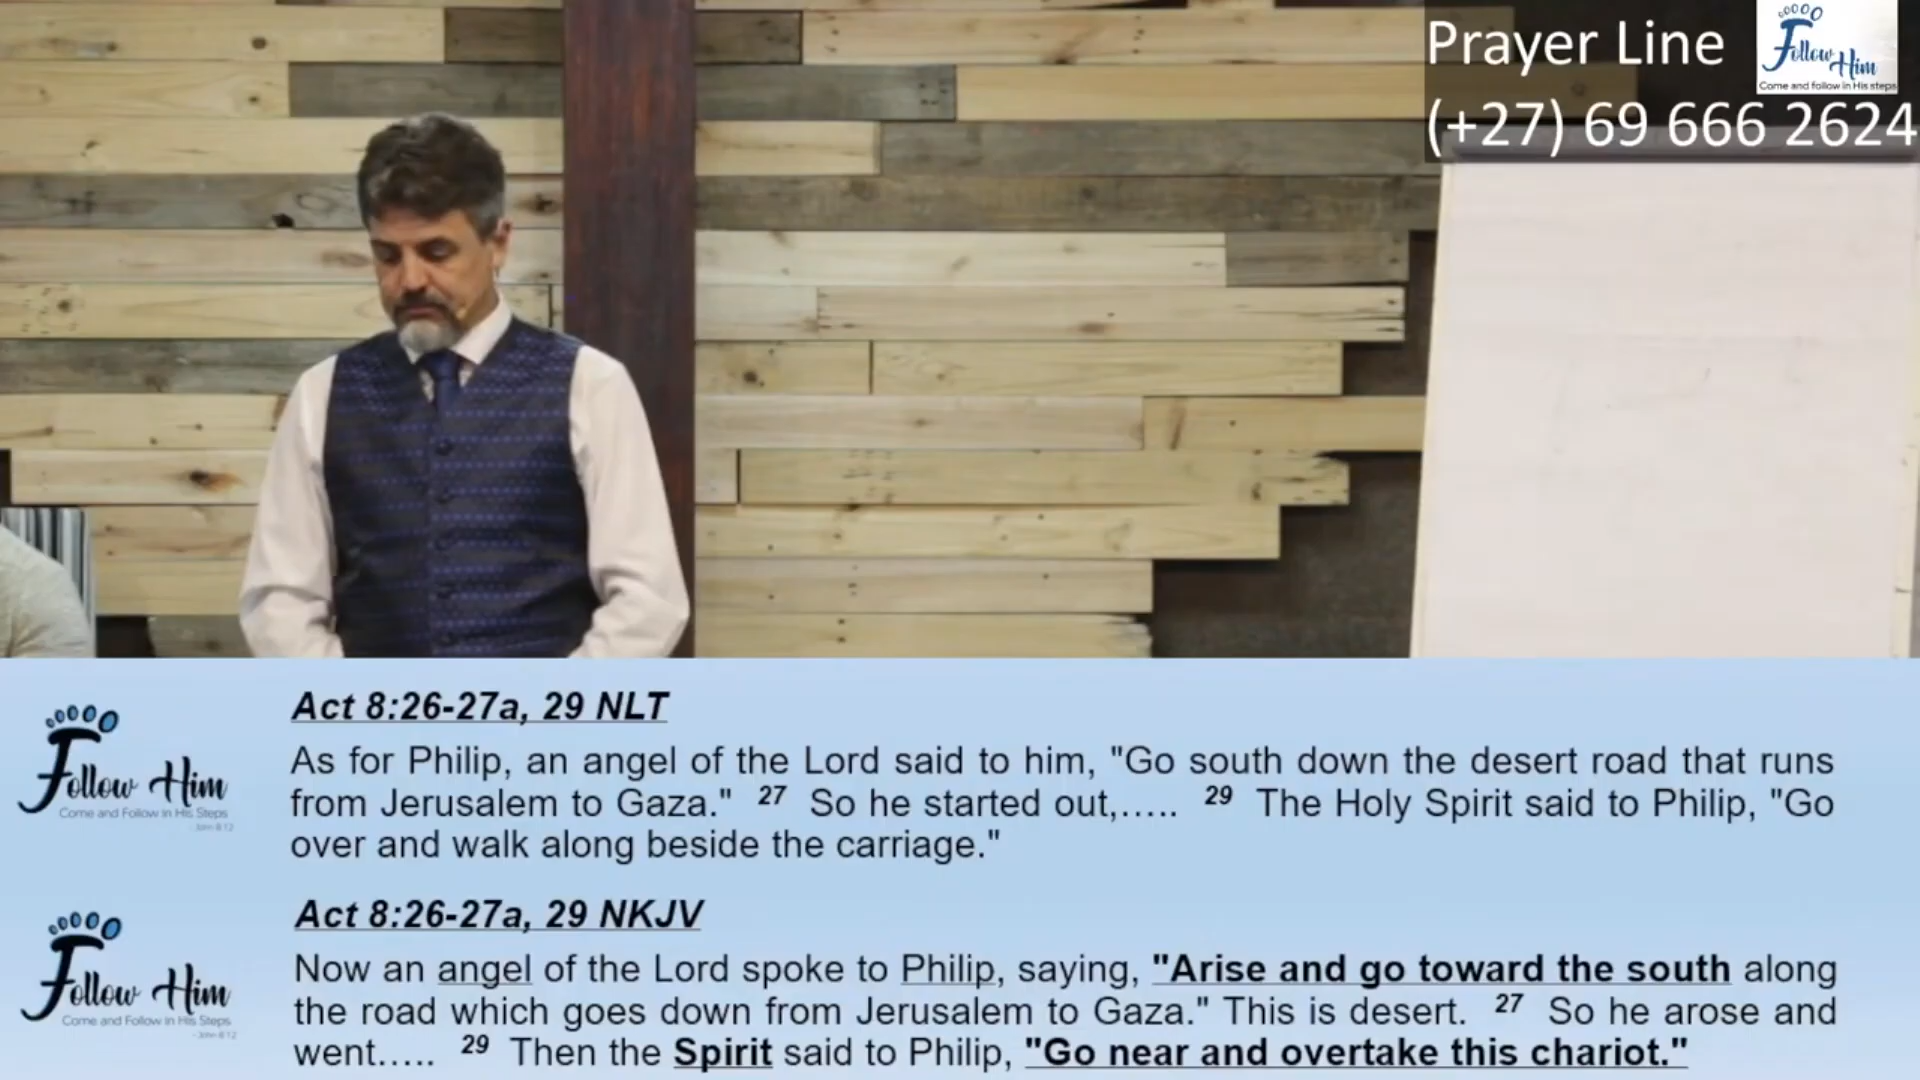 Prayer Line
Follow Him
Come and follow in His steps
(+27) 69 666 2624
Act 8:26-27a, 29 NLT
As for Philip, an angel of the Lord said to him, "Go south down the desert road that runs
from Jerusalem to Gaza." 27 So he started out,..... 29 The Holy Spirit said to Philip, "Go
over and walk along beside the carriage."
Follow Him
Come and Follow in His Steps
- John 8:12
Act 8:26-27a, 29 NKJV
Now an angel of the Lord spoke to Philip, saying, "Arise and go toward the south along
the road which goes down from Jerusalem to Gaza." This is desert. 27 So he arose and
went..... 29 Then the Spirit said to Philip, "Go near and overtake this chariot."
Follow Him
Come and Follow in His Steps
- John 8:12